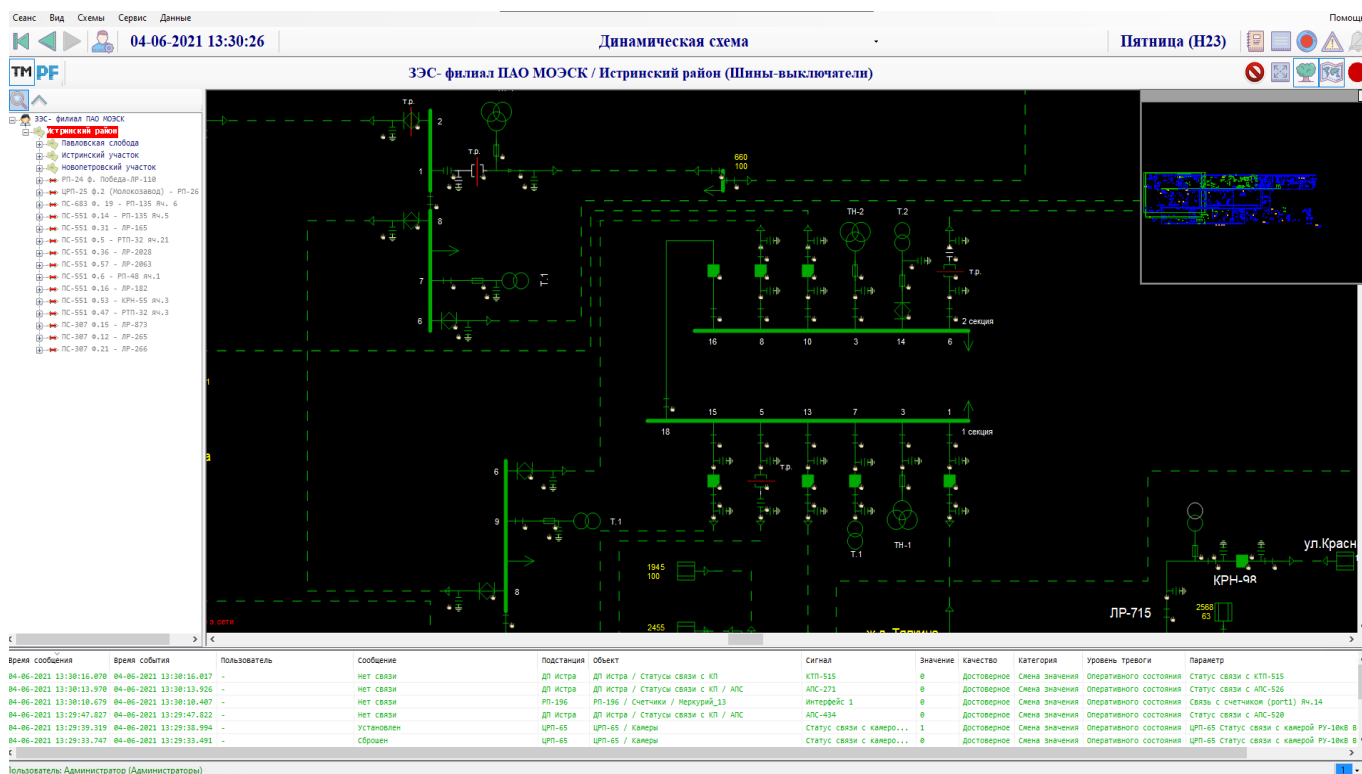 Сеанс Вид Схемы Сервис Данные
04-06-2021 13:30:26
Динамическая схема
Пятница (Н23)
TM PF
ЗЭС- филиал ПАО МОЭСК / Истринский район (Шины-выключатели)
ЗЭС- филиал ПАО МОЭСК
Истринский район
Павловская слобода
Истринский участок
Новопетровский участок
РП-24 ф. Победа-ЛР-110
ЦРП-25 ф.2 (Молокозавод) - РП-26
ПС-683 Ф. 19 - РП-135 Яч. 6
ПС-551 Ф.14 - РП-135 Яч.5
ПС-551 Ф.31 - ЛР-165
ПС-551 Ф.5 - РТП-32 яч.21
ПС-551 Ф.36 - ЛР-2028
ПС-551 Ф.57 - ЛР-2063
ПС-551 Ф.6 - РП-48 яч.1
ПС-551 Ф.16 - ЛР-182
ПС-551 Ф.53 - КРН-55 яч.3
ПС-551 Ф.47 - РТП-32 яч.3
ПС-307 Ф.15 - ЛР-873
ПС-307 Ф.12 - ЛР-265
ПС-307 Ф.21 - ЛР-266
т.р.
2
т.р.
1
660
100
8
7
Т.1
6
ТН-2
Т.2
т.р.
2 секция
16 8 10 3 14 6
15 5 13 7 3 1
18
1 секция
т.р.
6
9
Т.1
8
Т.1
ТН-1
1945
100
2455
ул.Красн
КРН-98
ЛР-715
2568
63
э сети
Время сообщения Время события Пользователь Сообщение Подстанция Объект Сигнал Значение Качество Категория Уровень тревоги Параметр
04-06-2021 13:30:16.070 04-06-2021 13:30:16.017 - Нет связи ДП Истра ДП Истра / Статусы связи с КП КТП-515 0 Достоверное Смена значения Оперативного состояния Статус связи с КТП-515
04-06-2021 13:30:13.970 04-06-2021 13:30:13.926 - Нет связи ДП Истра ДП Истра / Статусы связи с КП / АПС АПС-271 0 Достоверное Смена значения Оперативного состояния Статус связи с АПС-526
04-06-2021 13:30:10.679 04-06-2021 13:30:10.407 - Нет связи РП-196 РП-196 / Счетчики / Меркурий_13 Интерфейс 1 0 Достоверное Смена значения Оперативного состояния Связь с счетчиком (port1) Яч.14
04-06-2021 13:29:47.827 04-06-2021 13:29:47.822 - Нет связи ДП Истра ДП Истра / Статусы связи с КП / АПС АПС-434 0 Достоверное Смена значения Оперативного состояния Статус связи с АПС-520
04-06-2021 13:29:39.319 04-06-2021 13:29:38.994 - Установлен ЦРП-65 ЦРП-65 / Камеры Статус связи с камеро... 1 Достоверное Смена значения Оперативного состояния ЦРП-65 Статус связи с камерой РУ-10кВ В
04-06-2021 13:29:33.747 04-06-2021 13:29:33.491 - Сброшен ЦРП-65 ЦРП-65 / Камеры Статус связи с камеро... 0 Достоверное Смена значения Оперативного состояния ЦРП-65 Статус связи с камерой РУ-10кВ В
Пользователь: Администратор (Администраторы)
1